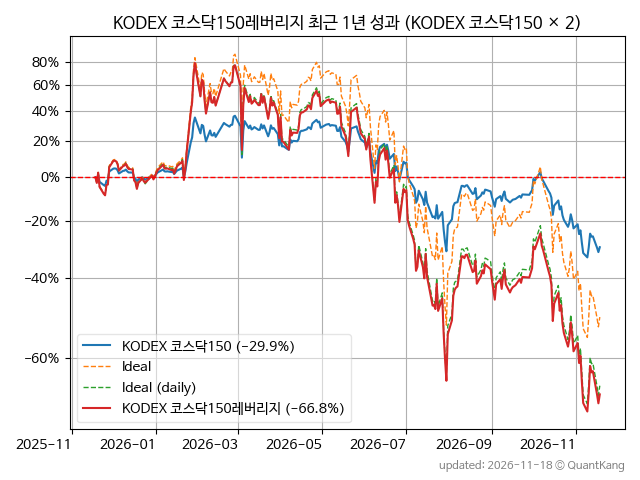 KODEX 코스닥150레버리지 최근 1년 성과 (KODEX 코스닥150 × 2)
80%
60%
40%
20%
0%
−20%
−40%
−60%
KODEX 코스닥150 (−29.9%)
Ideal
Ideal (daily)
KODEX 코스닥150레버리지 (−66.8%)
2025-11 2026-01 2026-03 2026-05 2026-07 2026-09 2026-11
updated: 2026-11-18 © QuantKang